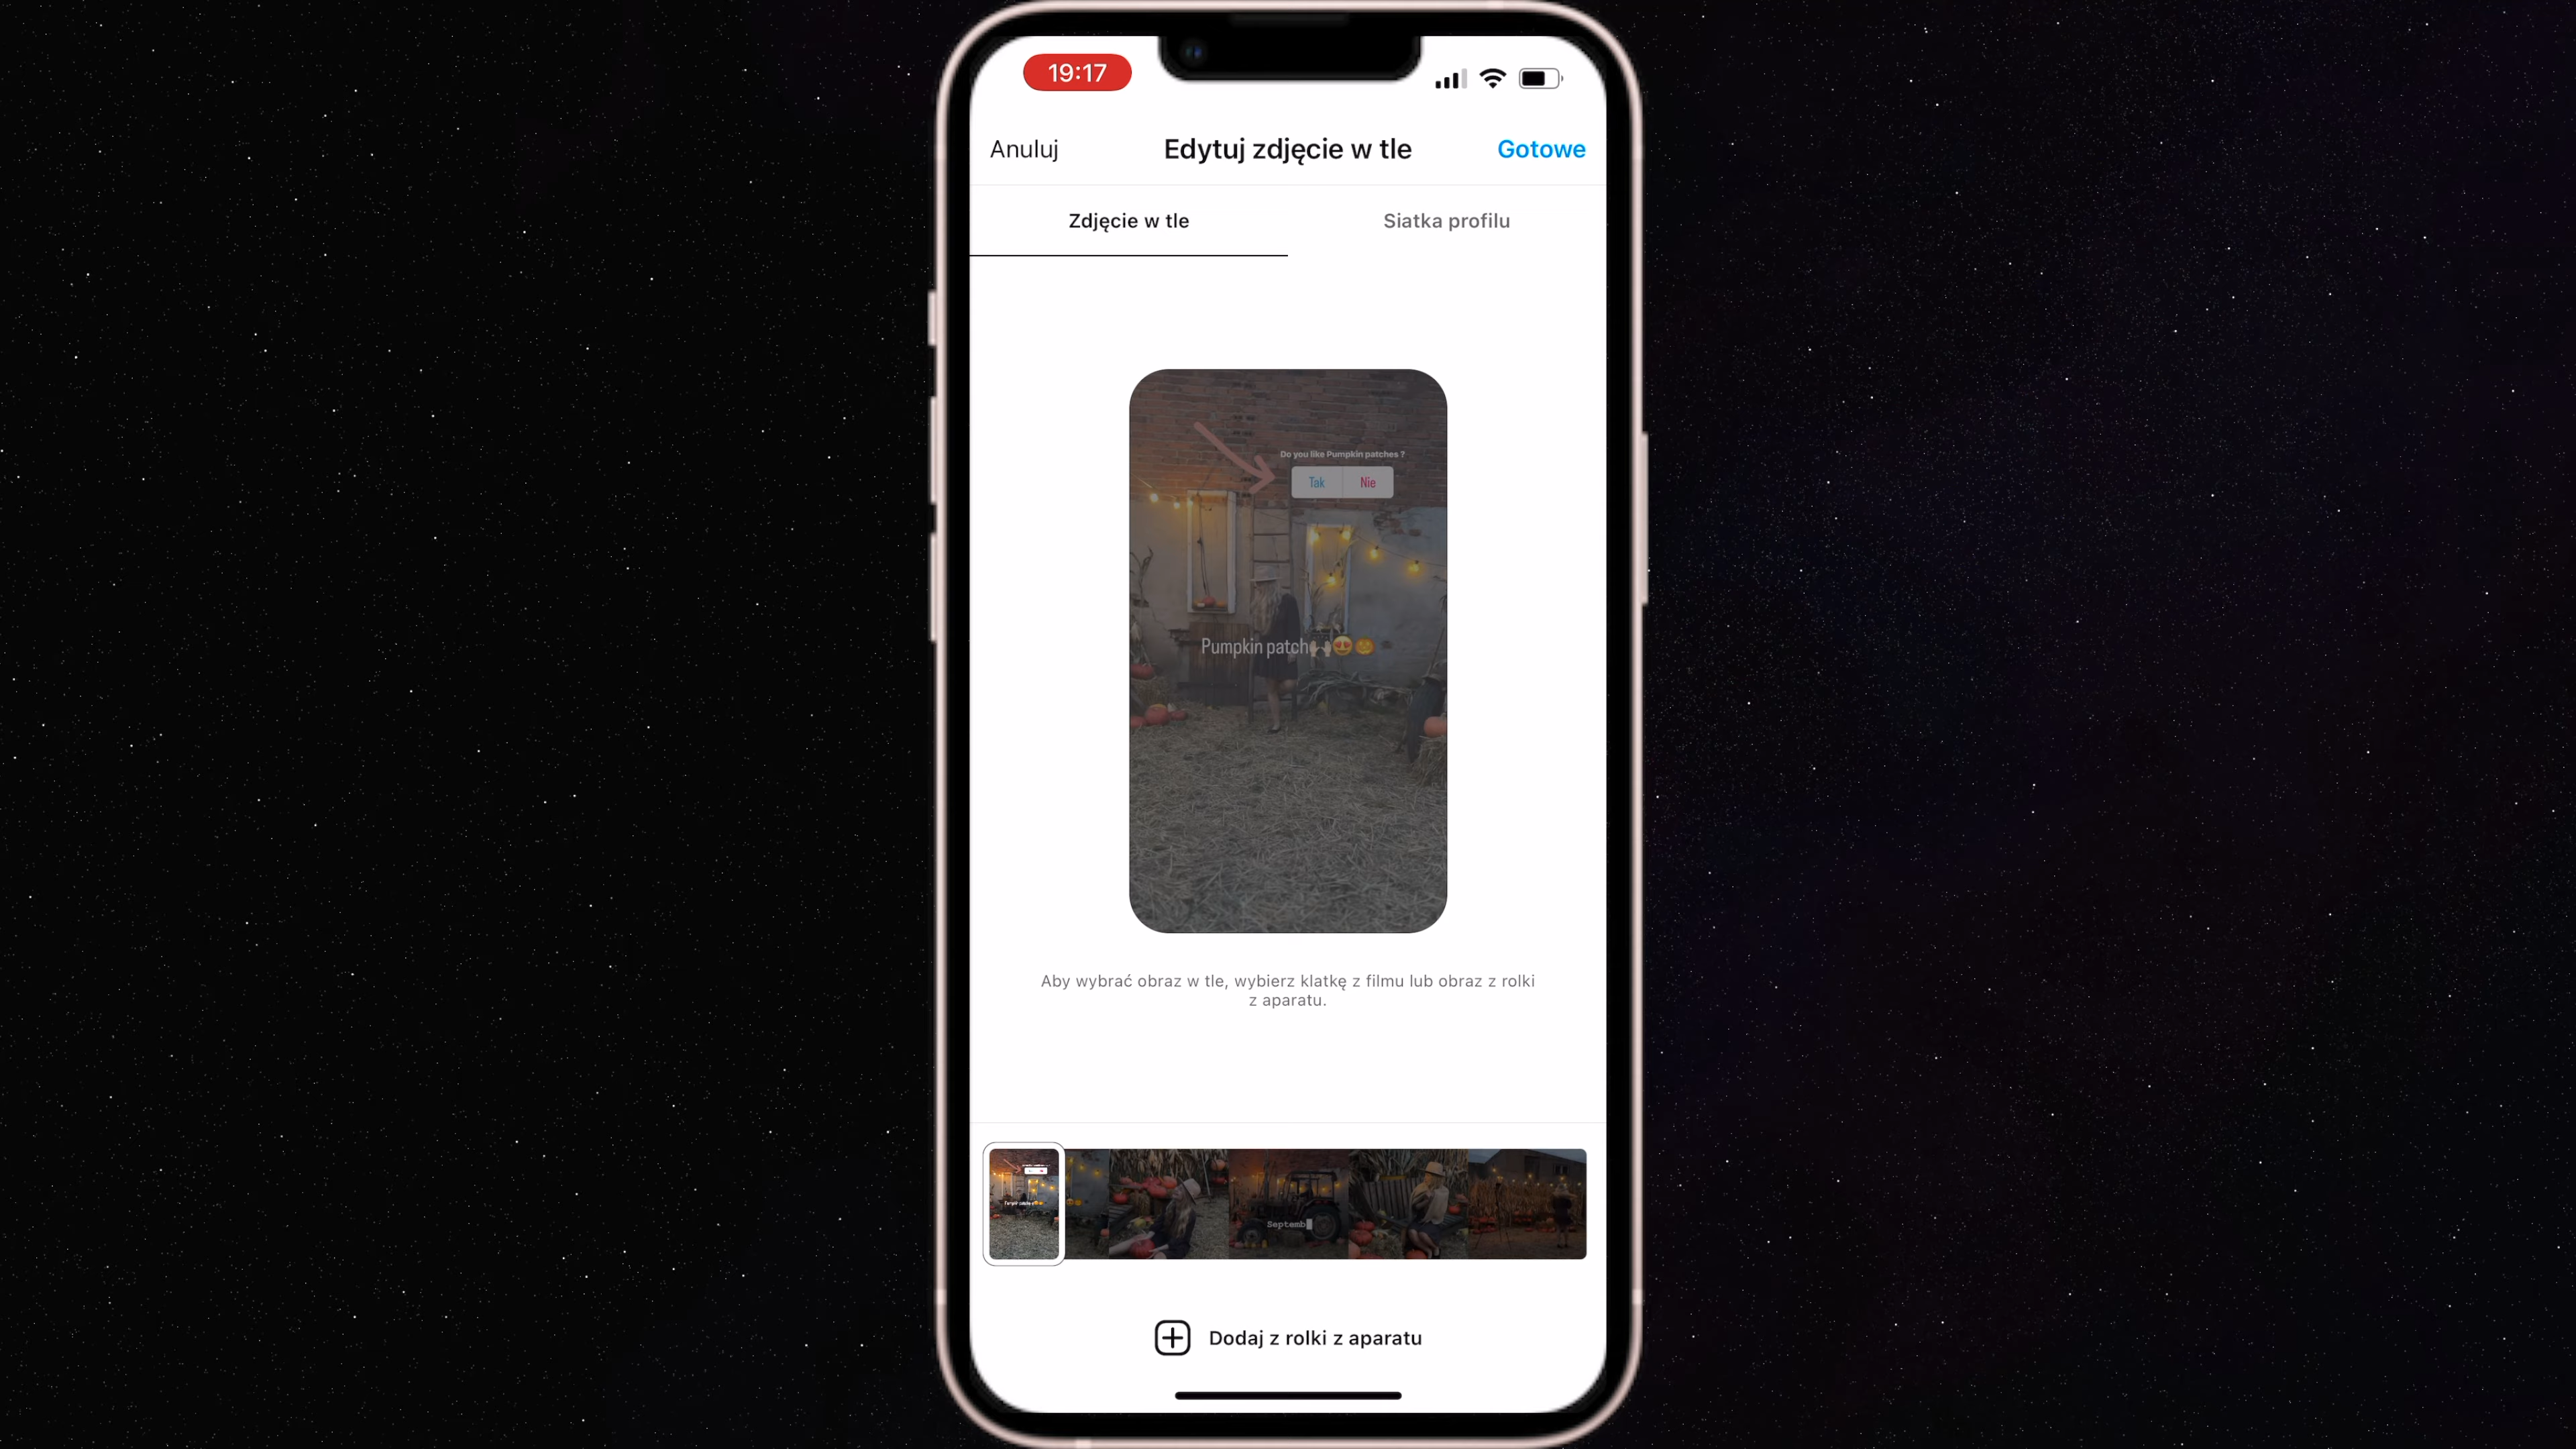 19:17
Anuluj
Edytuj zdjęcie w tle
Gotowe
Zdjęcie w tle
Siatka profilu
Do you like Pumpkin patches ?
Tak
Nie
Pumpkin patch🙌🏻😍🎃
Aby wybrać obraz w tle, wybierz klatkę z filmu lub obraz z rolki
z aparatu.
Septemb
Dodaj z rolki z aparatu